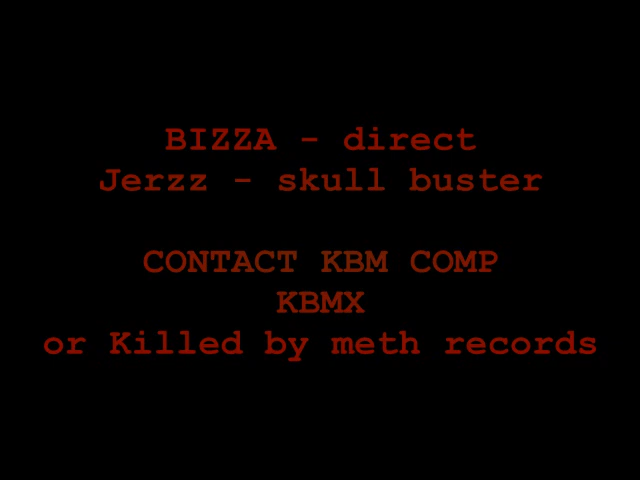 BIZZA - direct
Jerzz - skull buster
CONTACT KBM COMP
KBMX
or Killed by meth records